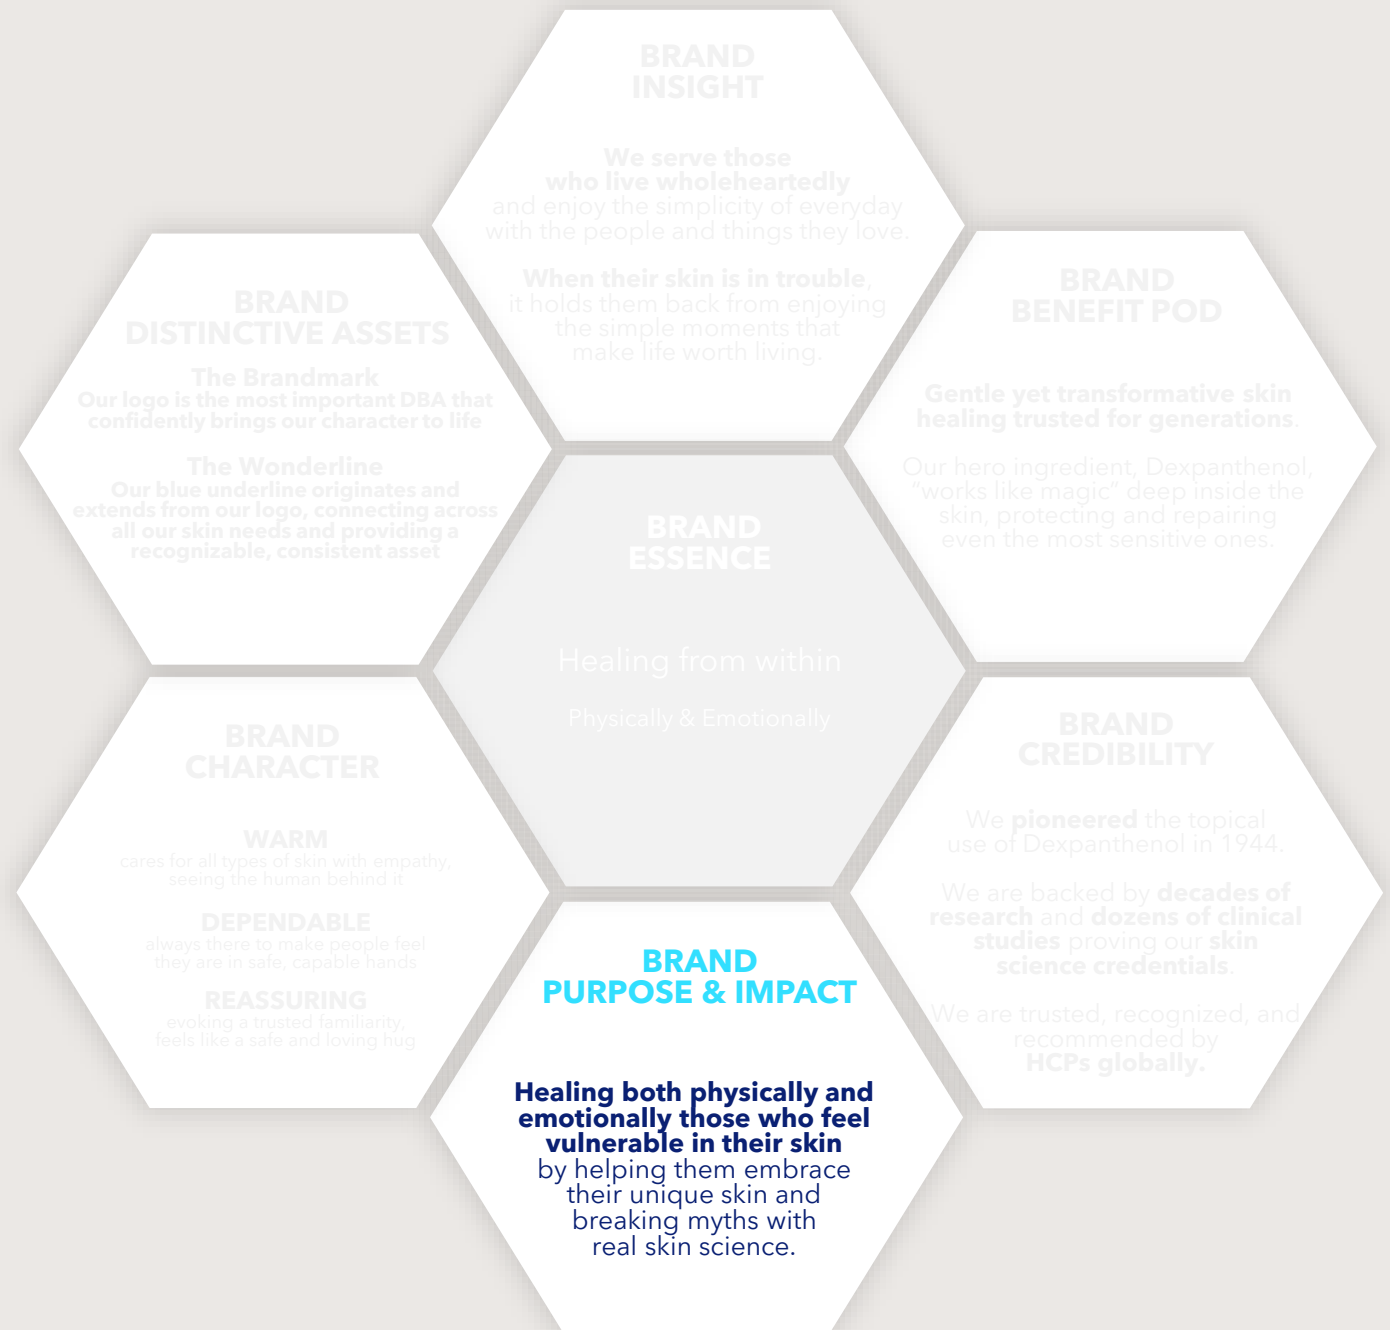 BRAND
INSIGHT
We serve those
who live wholeheartedly
and enjoy the simplicity of everyday
with the people and things they love.
When their skin is in trouble,
it holds them back from enjoying
the simple moments that
make life worth living.
BRAND
DISTINCTIVE ASSETS
The Brandmark
Our logo is the most important DBA that
confidently brings our character to life
The Wonderline
Our blue underline originates and
extends from our logo, connecting across
all our skin needs and providing a
recognizable, consistent asset
BRAND
BENEFIT POD
Gentle yet transformative skin
healing trusted for generations.
Our hero ingredient, Dexpanthenol,
“works like magic” deep inside the
skin, protecting and repairing
even the most sensitive ones.
BRAND
ESSENCE
Healing from within
Physically & Emotionally
BRAND
CHARACTER
WARM
cares for all types of skin with empathy,
seeing the human behind it
DEPENDABLE
always there to make people feel
they are in safe, capable hands
REASSURING
evoking a trusted familiarity,
feels like a safe and loving hug
BRAND
CREDIBILITY
We pioneered the topical
use of Dexpanthenol in 1944.
We are backed by decades of
research and dozens of clinical
studies proving our skin
science credentials.
We are trusted, recognized, and
recommended by
HCPs globally.
BRAND
PURPOSE & IMPACT
Healing both physically and
emotionally those who feel
vulnerable in their skin
by helping them embrace
their unique skin and
breaking myths with
real skin science.